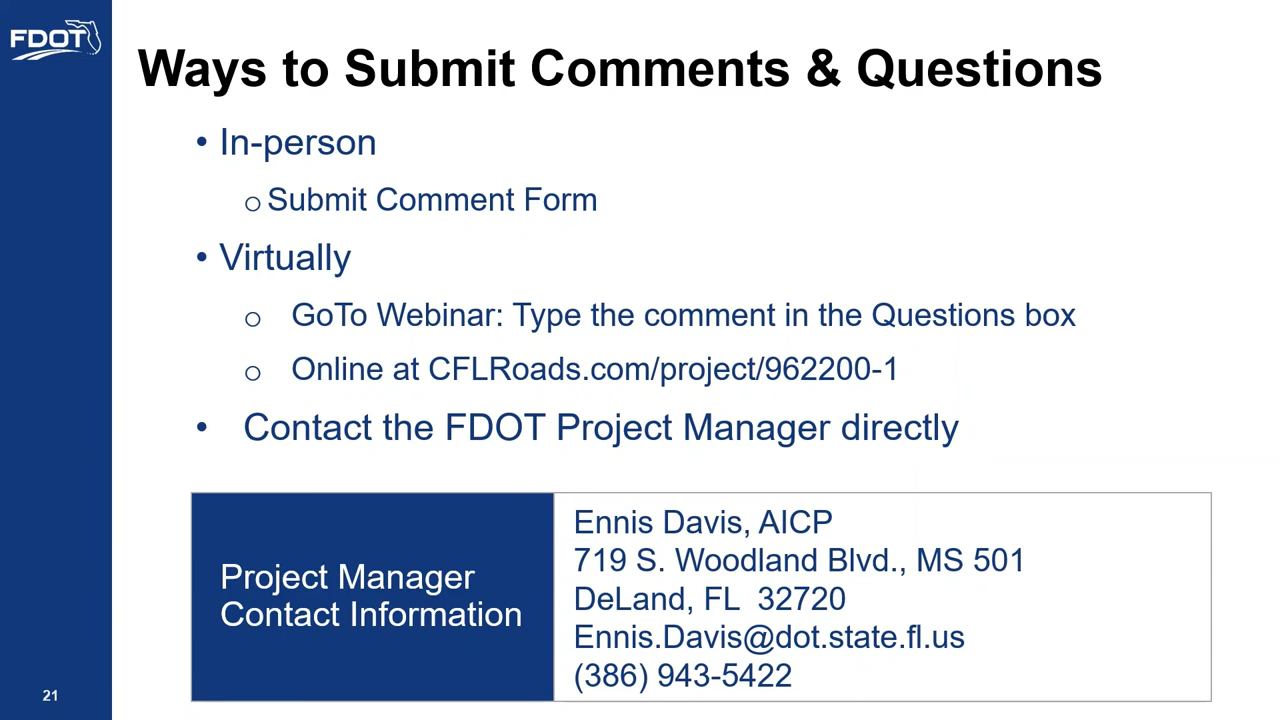 FDOT
Ways to Submit Comments & Questions
• In-person
o Submit Comment Form
• Virtually
o GoTo Webinar: Type the comment in the Questions box
o Online at CFLRoads.com/project/962200-1
• Contact the FDOT Project Manager directly
Project Manager
Contact Information
Ennis Davis, AICP
719 S. Woodland Blvd., MS 501
DeLand, FL  32720
Ennis.Davis@dot.state.fl.us
(386) 943-5422
21